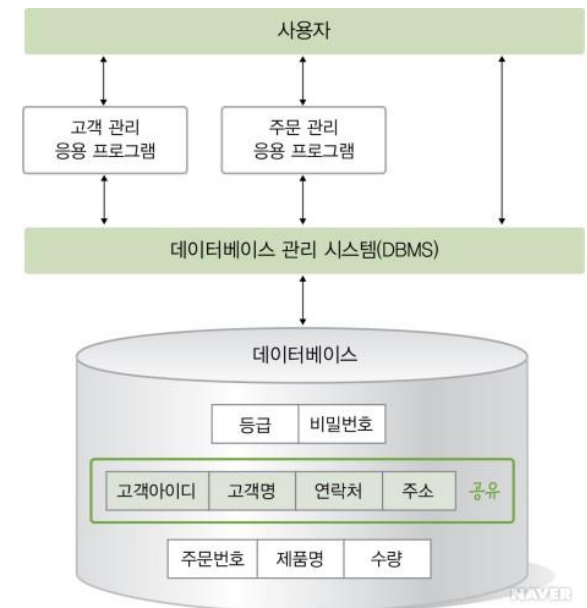 사용자
고객 관리
응용 프로그램
주문 관리
응용 프로그램
데이터베이스 관리 시스템(DBMS)
데이터베이스
등급 비밀번호
고객아이디 고객명 연락처 주소 공유
주문번호 제품명 수량
NAVER